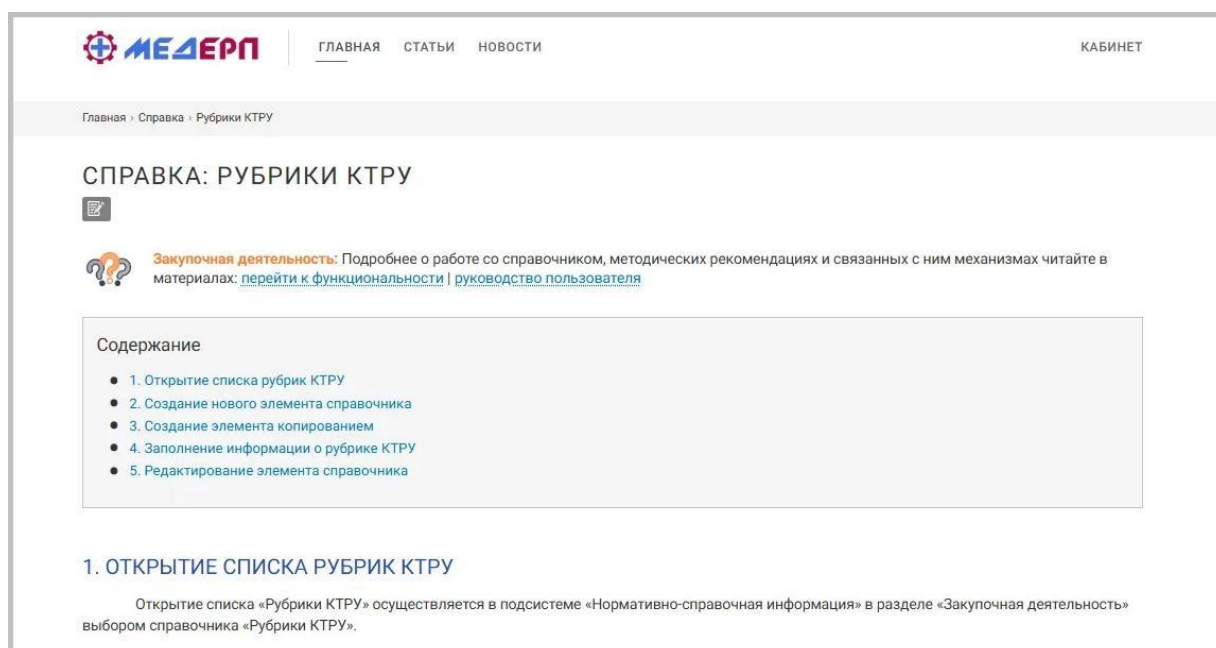 МЕДЕРП
ГЛАВНАЯ СТАТЬИ НОВОСТИ КАБИНЕТ
Главная › Справка › Рубрики КТРУ
СПРАВКА: РУБРИКИ КТРУ
Закупочная деятельность: Подробнее о работе со справочником, методических рекомендациях и связанных с ним механизмах читайте в
материалах: перейти к функциональности | руководство пользователя
Содержание
1. Открытие списка рубрик КТРУ
2. Создание нового элемента справочника
3. Создание элемента копированием
4. Заполнение информации о рубрике КТРУ
5. Редактирование элемента справочника
1. ОТКРЫТИЕ СПИСКА РУБРИК КТРУ
Открытие списка «Рубрики КТРУ» осуществляется в подсистеме «Нормативно-справочная информация» в разделе «Закупочная деятельность»
выбором справочника «Рубрики КТРУ».